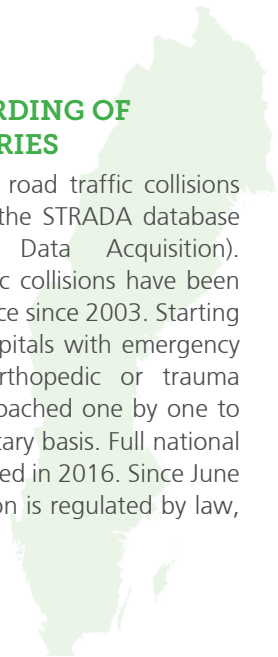 RDING OF
RIES
road traffic collisions
the STRADA database
Data Acquisition).
c collisions have been
ce since 2003. Starting
pitals with emergency
rthopedic or trauma
oached one by one to
tary basis. Full national
ed in 2016. Since June
on is regulated by law,